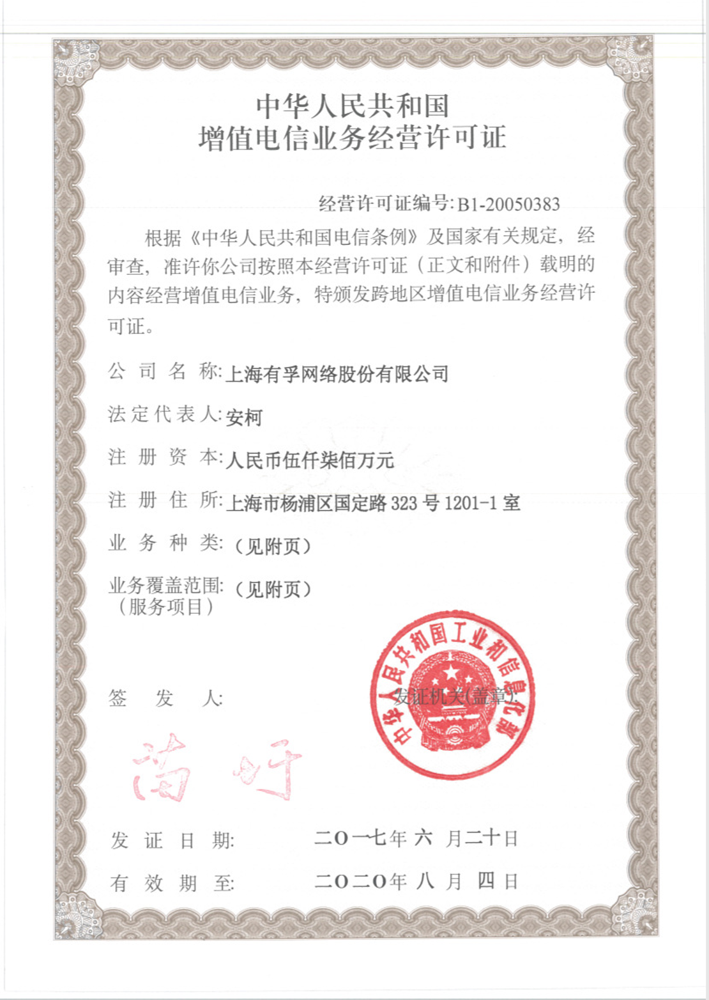 中华人民共和国
增值电信业务经营许可证
经营许可证编号:B1-20050383
根据《中华人民共和国电信条例》及国家有关规定，经
审查，准许你公司按照本经营许可证（正文和附件）载明的
内容经营增值电信业务，特颁发跨地区增值电信业务经营许
可证。
公司名称:上海有孚网络股份有限公司
法定代表人:安柯
注册资本:人民币伍仟柒佰万元
注册住所:上海市杨浦区国定路 323 号 1201-1 室
业务种类:（见附页）
业务覆盖范围:（见附页）
（服务项目）
中华人民共和国工业和信息化部
签发人:
发证机关(盖章):
苗圩
发证日期: 二〇一七年六月二十日
有效期至: 二〇二〇年八月四日